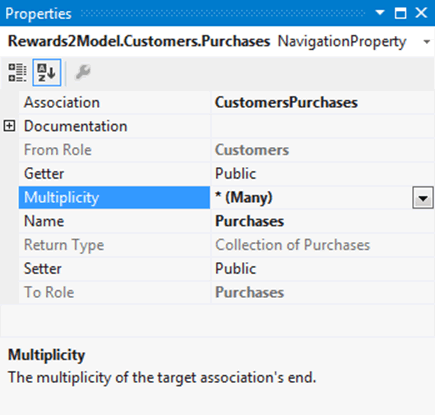 Properties
Rewards2Model.Customers.Purchases NavigationProperty
Association CustomersPurchases
Documentation
From Role Customers
Getter Public
Multiplicity * (Many)
Name Purchases
Return Type Collection of Purchases
Setter Public
To Role Purchases
Multiplicity
The multiplicity of the target association's end.